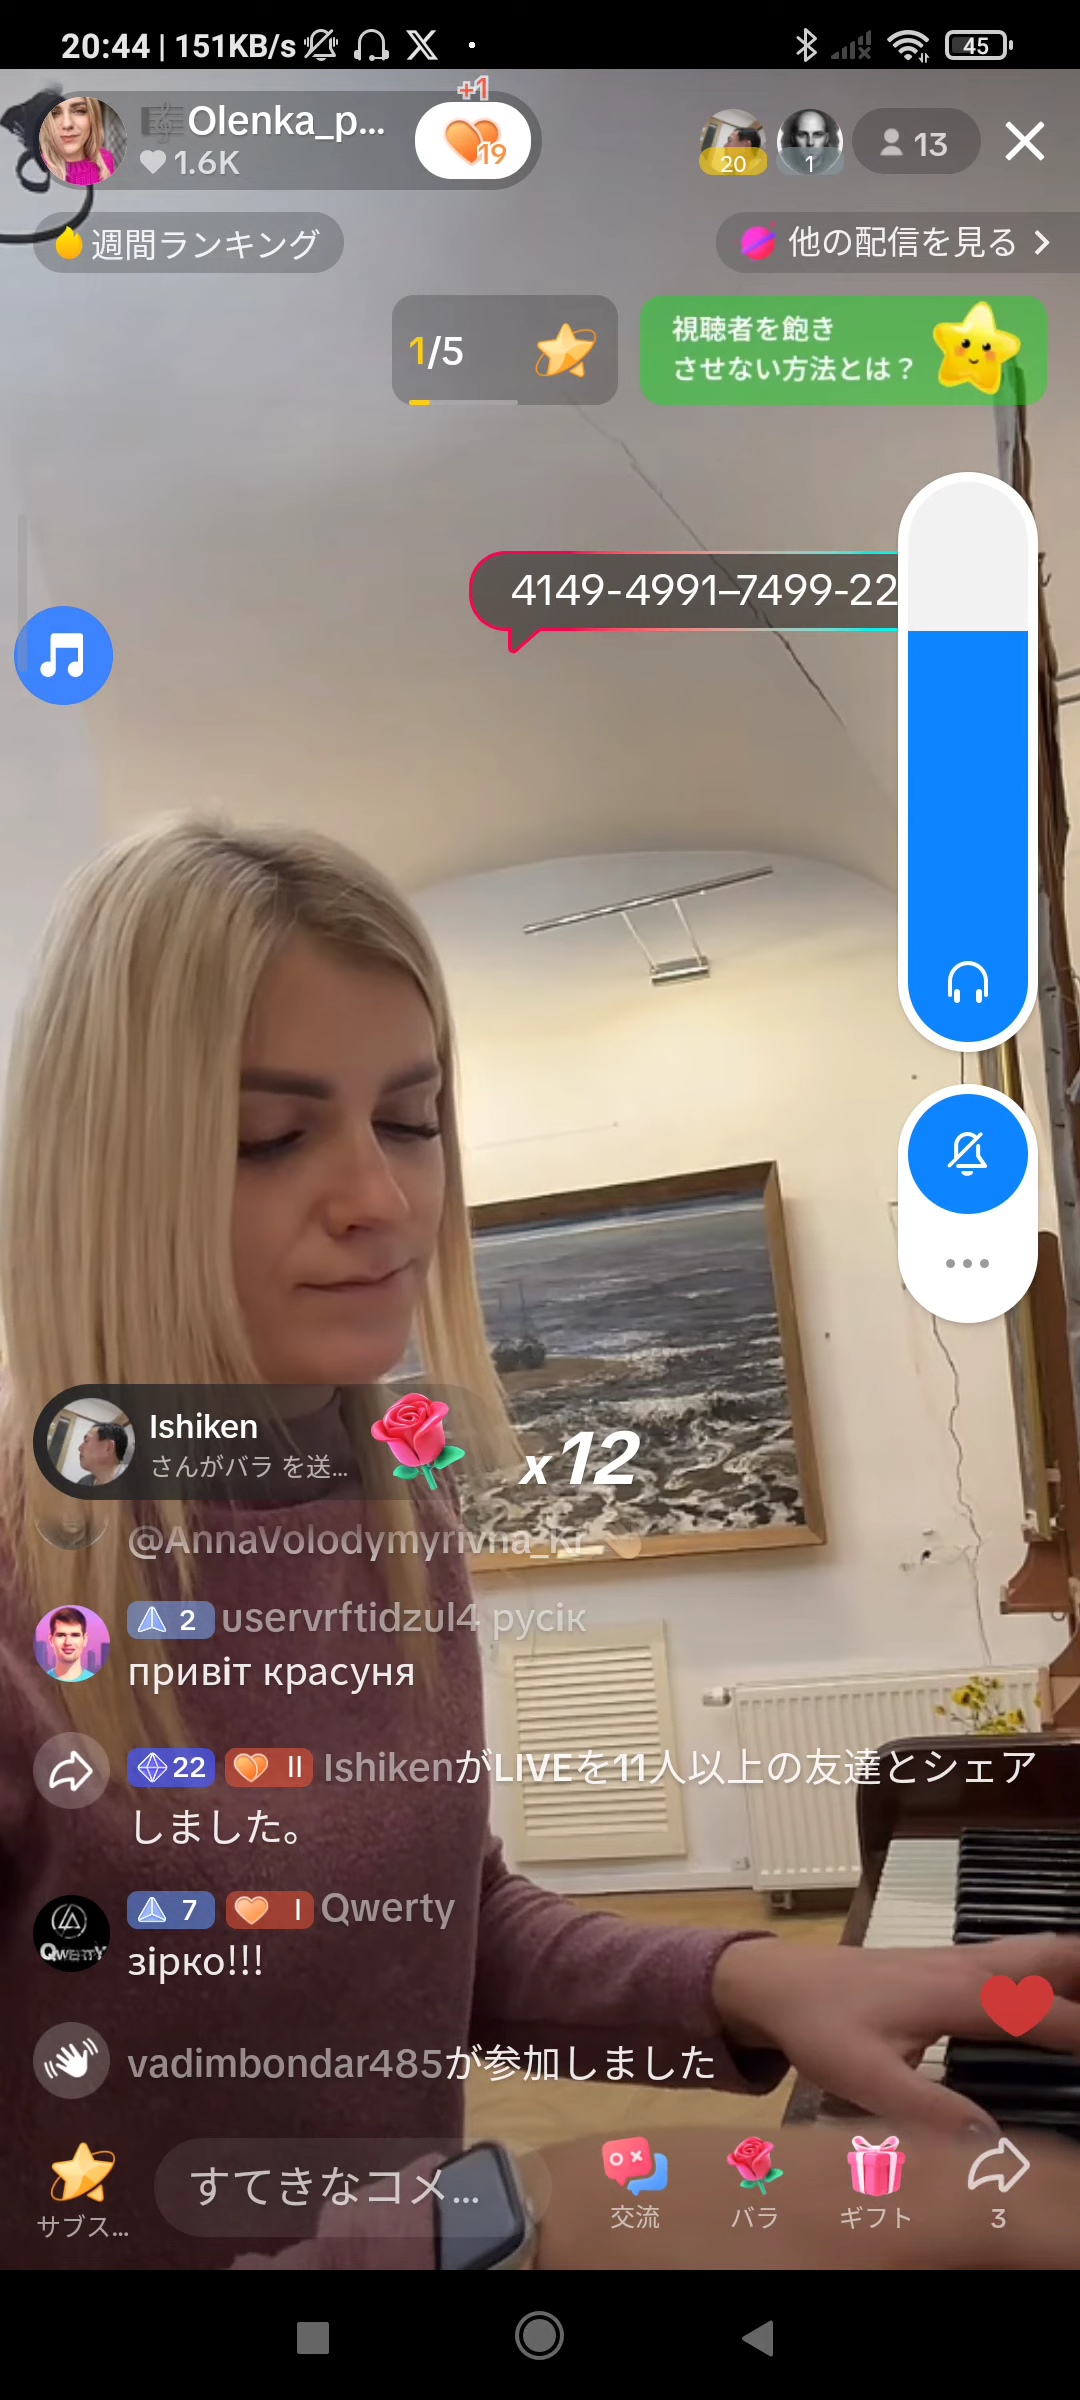 20:44 | 151KB/s
45
+1
Olenka_p...
1.6K
19
20
1
13
週間ランキング
他の配信を見る
1/5
視聴者を飽き
させない方法とは？
4149-4991–7499-22
Ishiken
さんがバラ を送...
x12
@AnnaVolodymyrivna_kr
2 uservrftidzul4 русік
привіт красуня
22 II IshikenがLIVEを11人以上の友達とシェア
しました。
7 I Qwerty
зірко!!!
QWERTY
vadimbondar485が参加しました
サブス...
すてきなコメ...
交流
バラ
ギフト
3